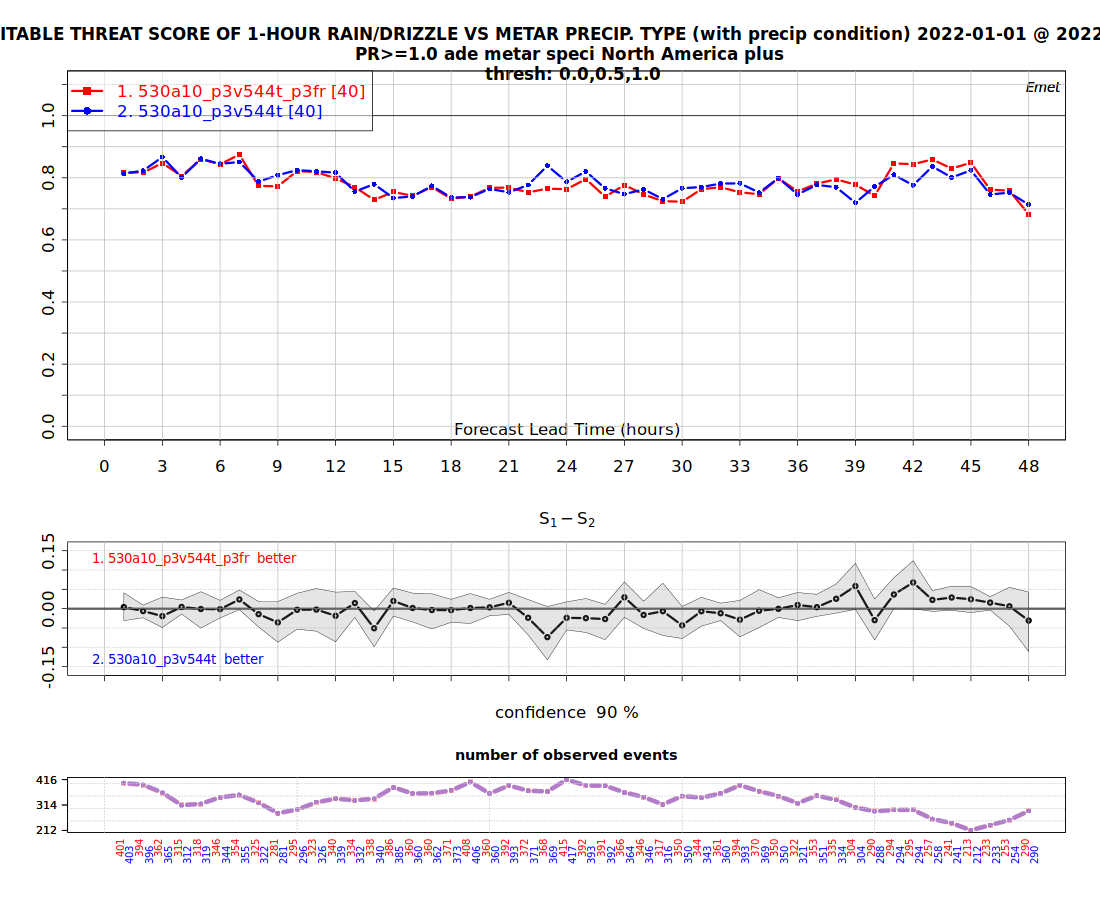 ITABLE THREAT SCORE OF 1-HOUR RAIN/DRIZZLE VS METAR PRECIP. TYPE (with precip condition) 2022-01-01 @ 2022
PR>=1.0 ade metar speci North America plus
thresh: 0.0,0.5,1.0
1. 530a10_p3v544t_p3fr [40]
2. 530a10_p3v544t [40]
Emet
1.0
0.8
0.6
0.4
0.2
0.0
Forecast Lead Time (hours)
0 3 6 9 12 15 18 21 24 27 30 33 36 39 42 45 48
S1 − S2
0.15
0.00
-0.15
1. 530a10_p3v544t_p3fr better
2. 530a10_p3v544t better
confidence 90 %
number of observed events
416
314
212